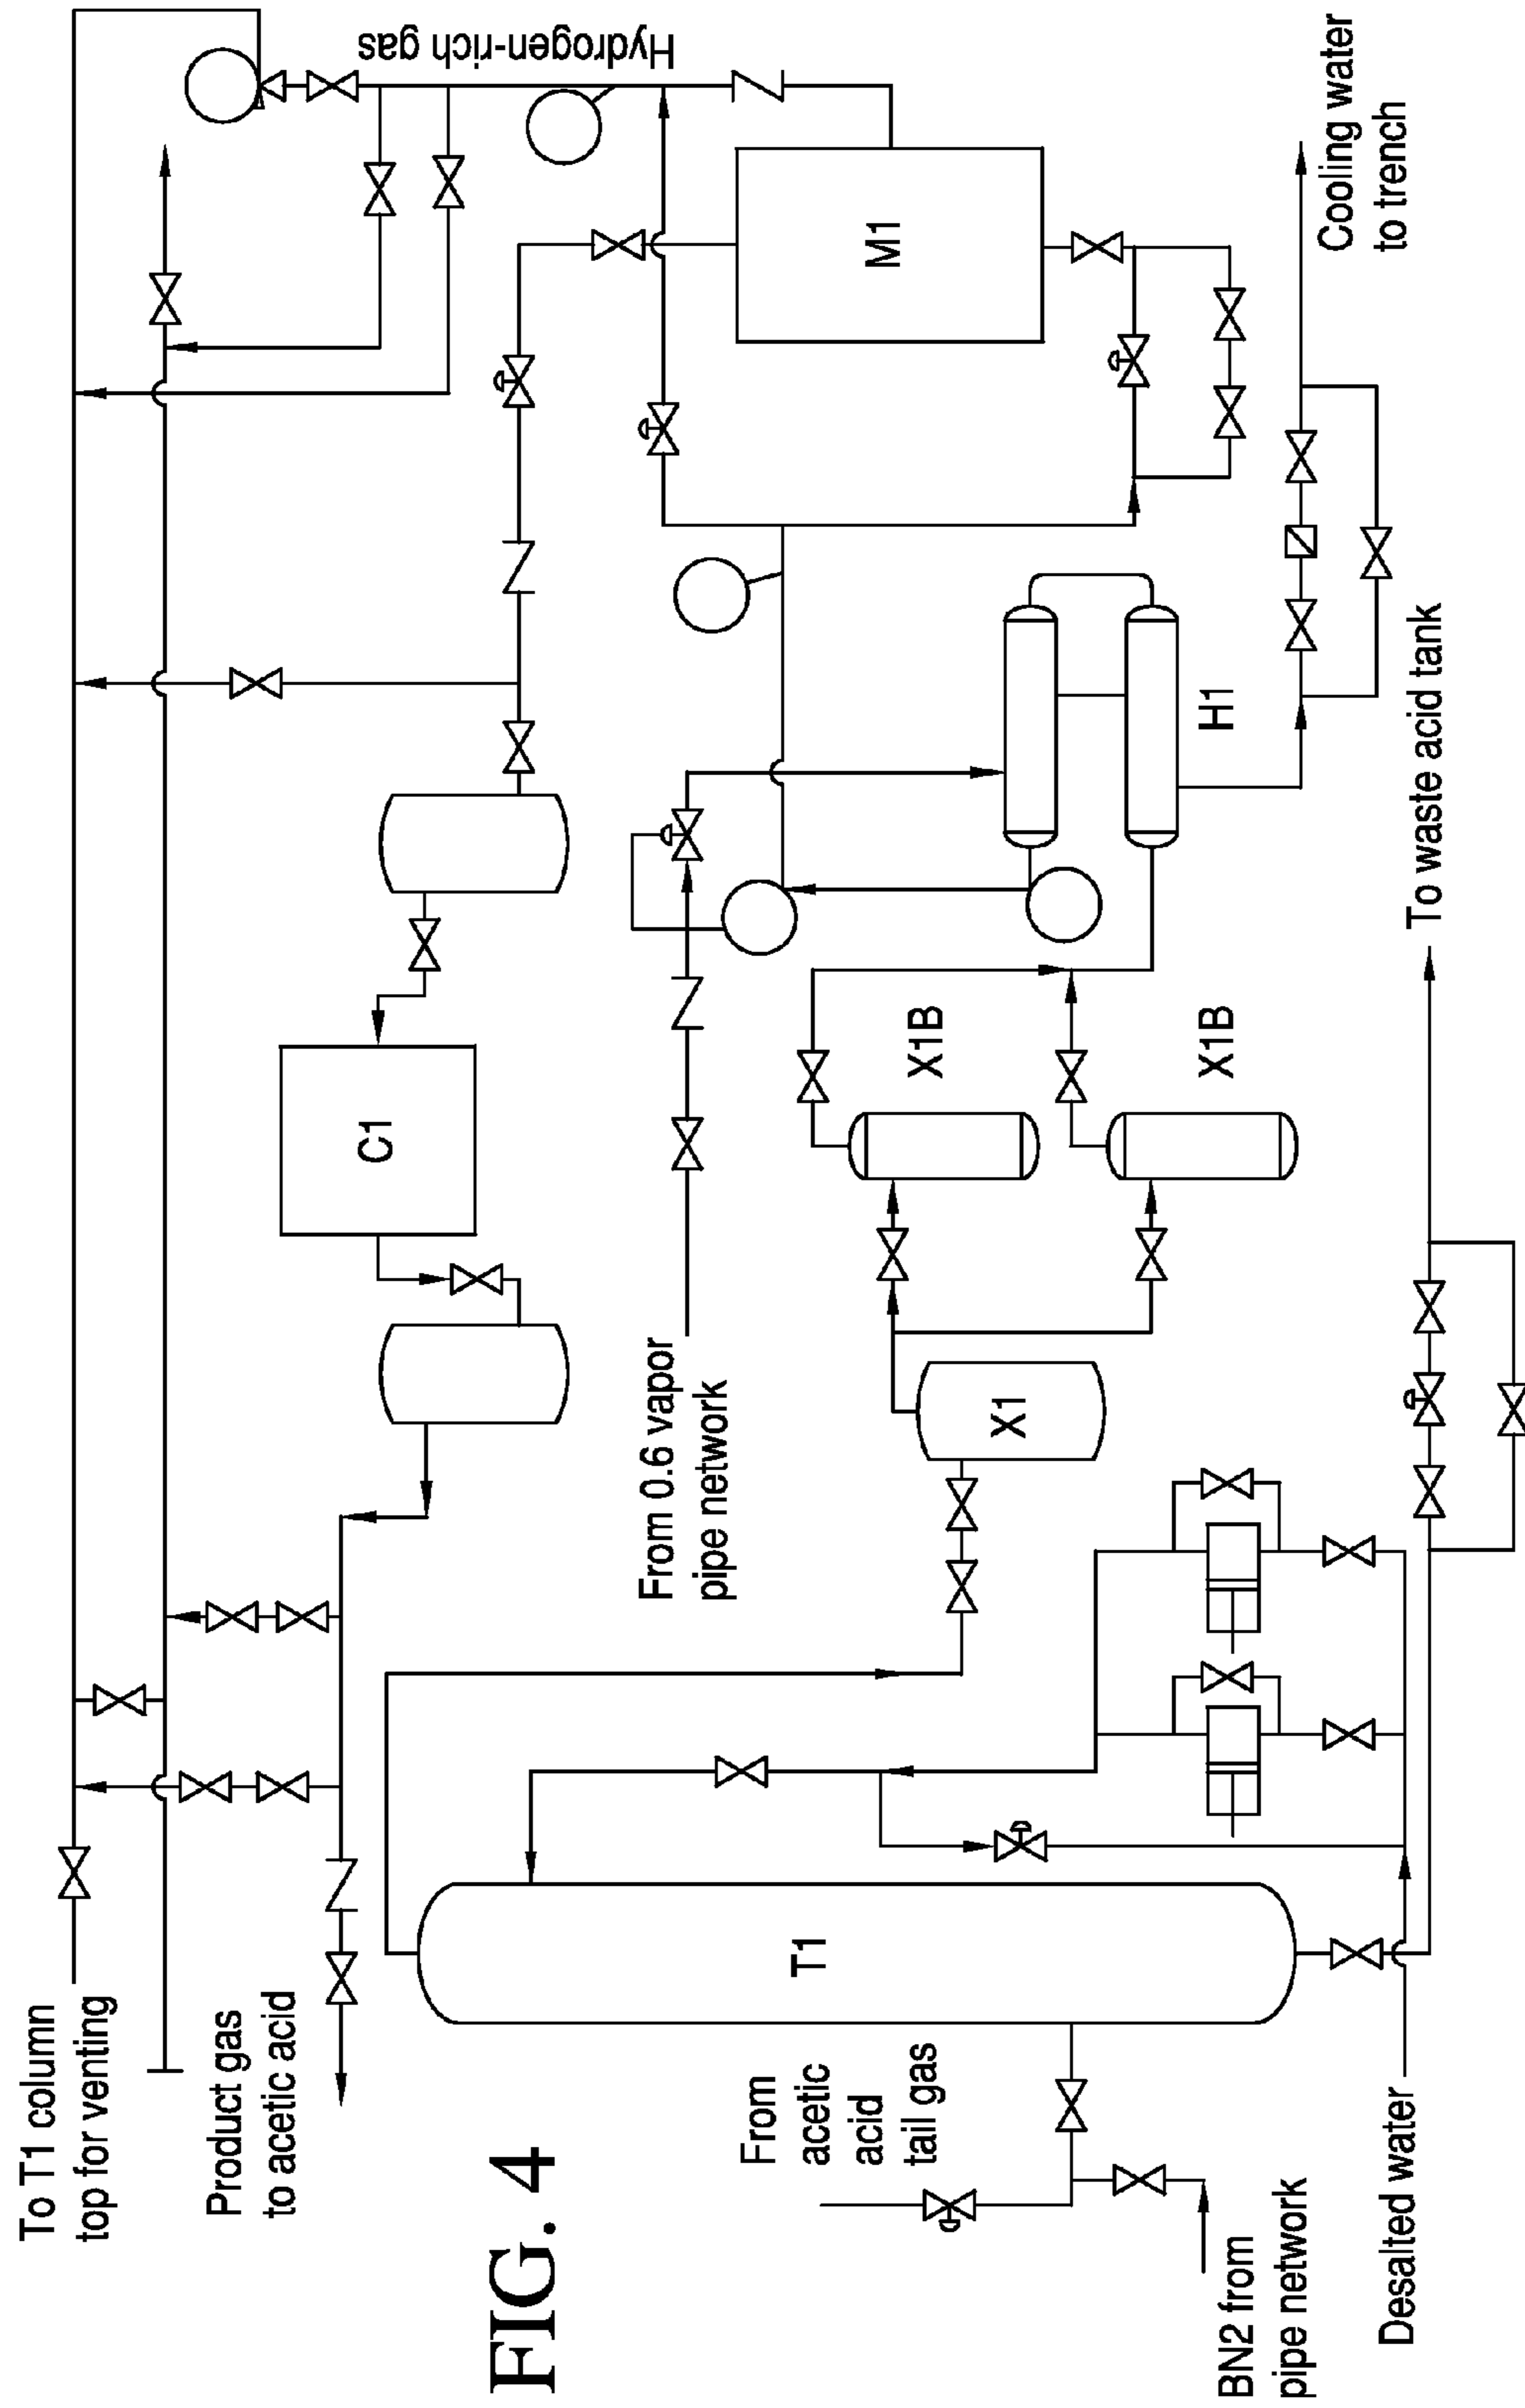 To T1 column
top for venting
Product gas
to acetic acid
FIG. 4
From
acetic
acid
tail gas
BN2 from
pipe network
Desalted water
T1
From 0.6 vapor
pipe network
X1
C1
X1B
X1B
H1
To waste acid tank
M1
Hydrogen-rich gas
Cooling water
to trench